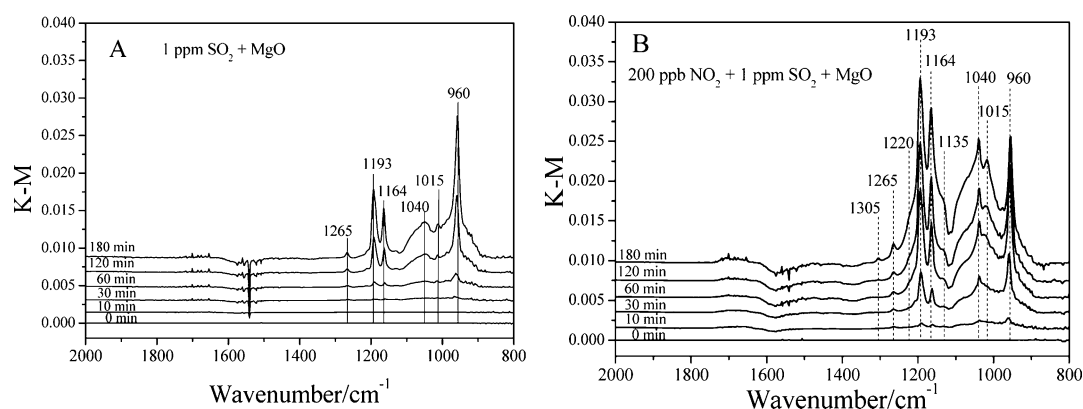 A
1 ppm SO2 + MgO
K-M
0.040
0.035
0.030
0.025
0.020
0.015
0.010
0.005
0.000
960
1193
1164
1015
1040
1265
180 min
120 min
60 min
30 min
10 min
0 min
2000 1800 1600 1400 1200 1000 800
Wavenumber/cm-1
B
200 ppb NO2 + 1 ppm SO2 + MgO
K-M
0.040
0.035
0.030
0.025
0.020
0.015
0.010
0.005
0.000
1193
1164
1040 960
1015
1220 1135
1265
1305
180 min
120 min
60 min
30 min
10 min
0 min
2000 1800 1600 1400 1200 1000 800
Wavenumber/cm-1